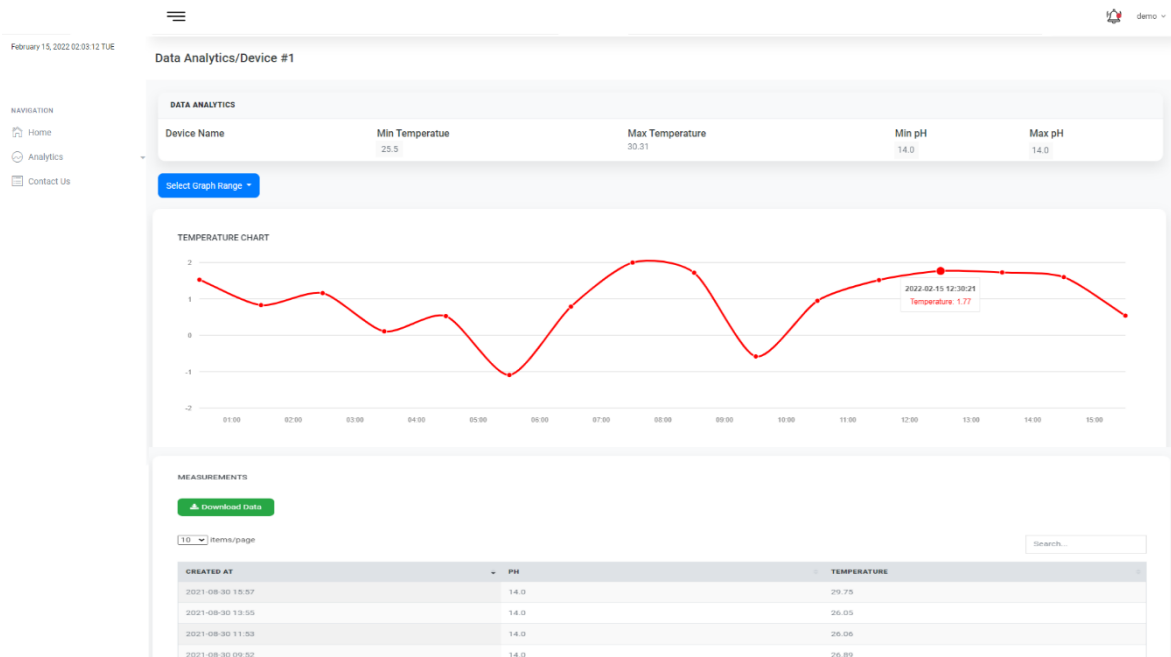 demo
February 15, 2022 02:03:12 TUE
Data Analytics/Device #1
NAVIGATION
Home
Analytics
Contact Us
DATA ANALYTICS
Device Name Min Temperatue Max Temperature Min pH Max pH
25.5 30.31 14.0 14.0
Select Graph Range
TEMPERATURE CHART
2
1
0
-1
-2
2022-02-15 12:30:21
Temperature: 1.77
01:00 02:00 03:00 04:00 05:00 06:00 07:00 08:00 09:00 10:00 11:00 12:00 13:00 14:00 15:00
MEASUREMENTS
Download Data
10 items/page
Search...
CREATED AT PH TEMPERATURE
2021-08-30 15:57 14.0 29.75
2021-08-30 13:55 14.0 26.05
2021-08-30 11:53 14.0 26.06
2021-08-30 09:52 14.0 26.89